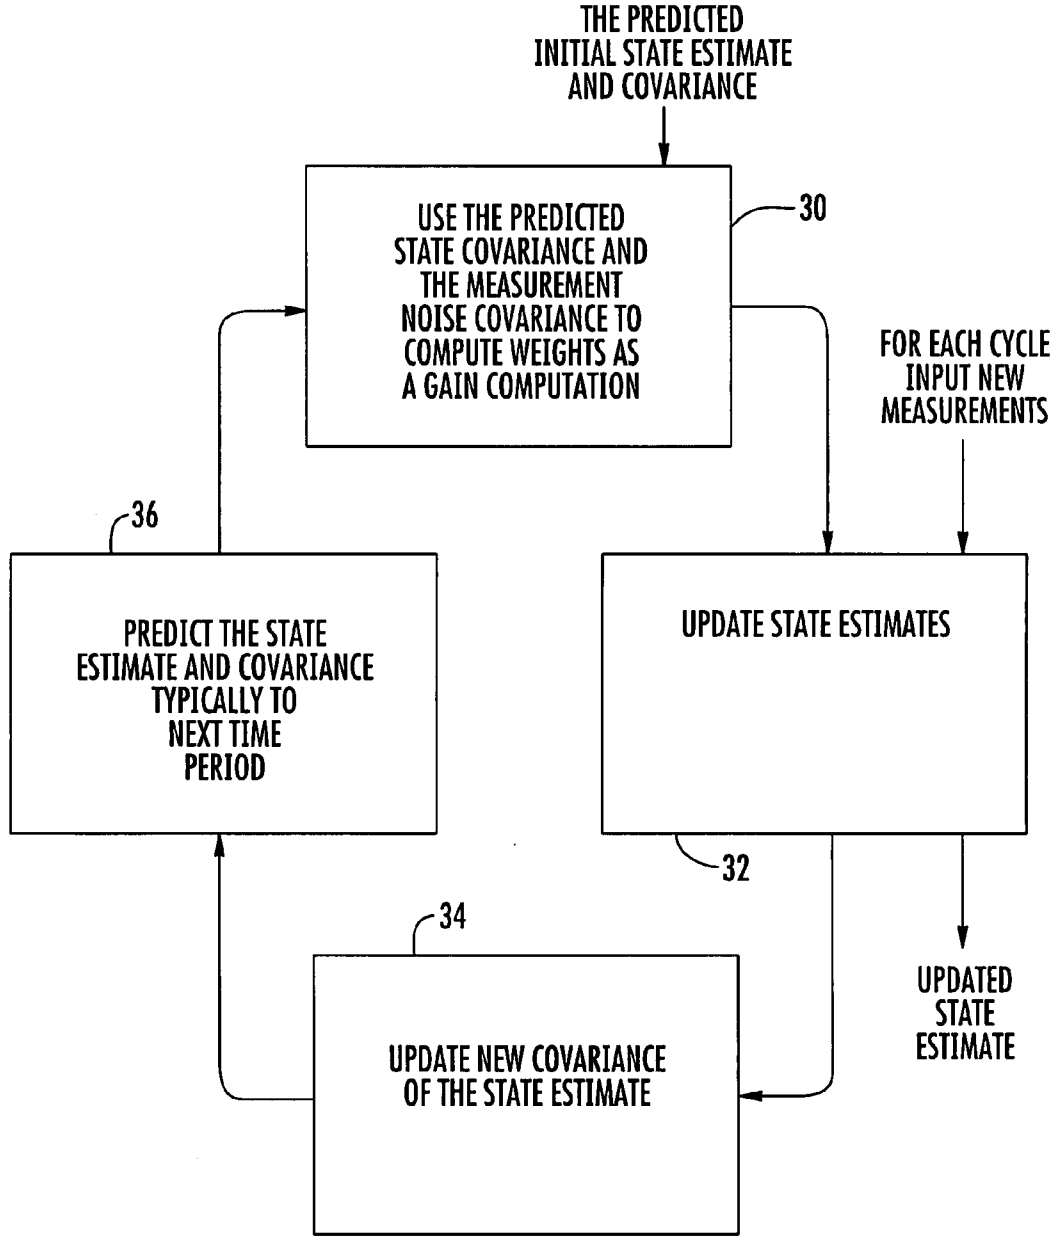 THE PREDICTED
INITIAL STATE ESTIMATE
AND COVARIANCE
USE THE PREDICTED
STATE COVARIANCE AND
THE MEASUREMENT
NOISE COVARIANCE TO
COMPUTE WEIGHTS AS
A GAIN COMPUTATION
30
FOR EACH CYCLE
INPUT NEW
MEASUREMENTS
36
PREDICT THE STATE
ESTIMATE AND COVARIANCE
TYPICALLY TO
NEXT TIME
PERIOD
UPDATE STATE ESTIMATES
32
34
UPDATE NEW COVARIANCE
OF THE STATE ESTIMATE
UPDATED
STATE
ESTIMATE